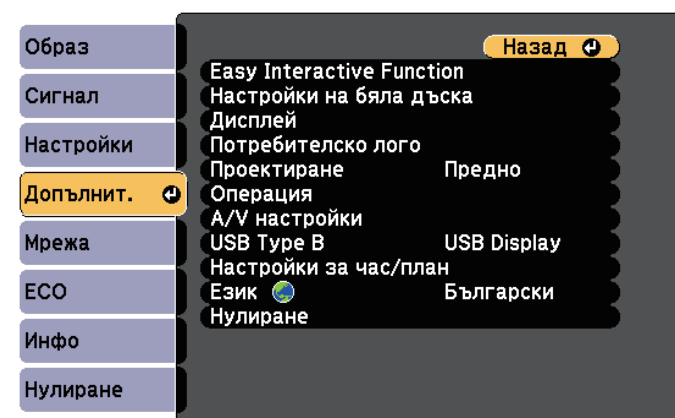 Образ
Сигнал
Настройки
Допълнит.
Мрежа
ECO
Инфо
Нулиране
Назад
Easy Interactive Function
Настройки на бяла дъска
Дисплей
Потребителско лого
Проектиране Предно
Операция
A/V настройки
USB Type B USB Display
Настройки за час/план
Език Български
Нулиране